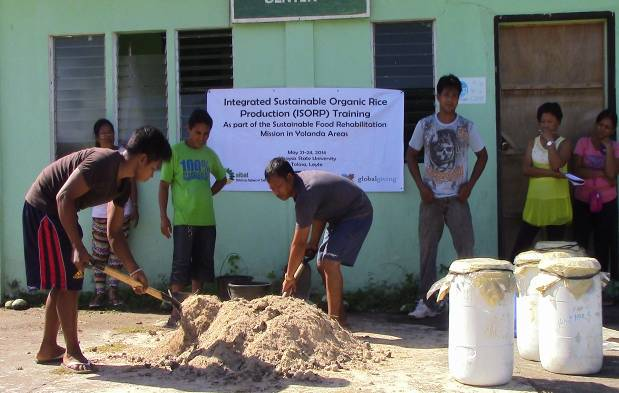 CENTER
Integrated Sustainable Organic Rice
Production (ISORP) Training
As part of the Sustainable Food Rehabilitation
Mission in Yolanda Areas
May 21-24, 2014
State University
Tolosa, Leyte
globalgiving
100%